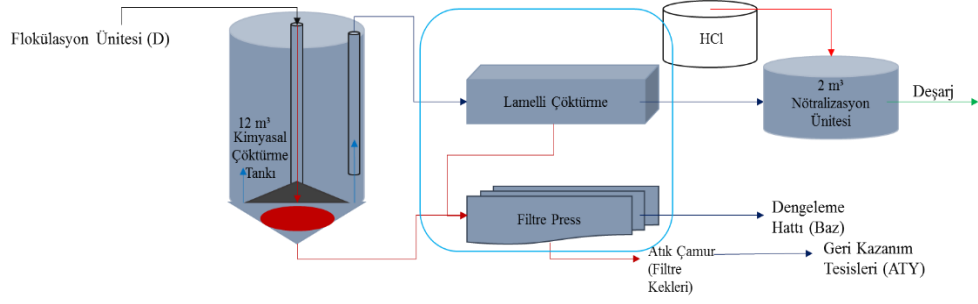 Flokülasyon Ünitesi (D)
12 m³
Kimyasal
Çöktürme
Tankı
Lamelli Çöktürme
HCl
2 m³
Nötralizasyon
Ünitesi
Deşarj
Filtre Press
Dengeleme
Hattı (Baz)
Atık Çamur
(Filtre
Kekleri)
Geri Kazanım
Tesisleri (ATY)